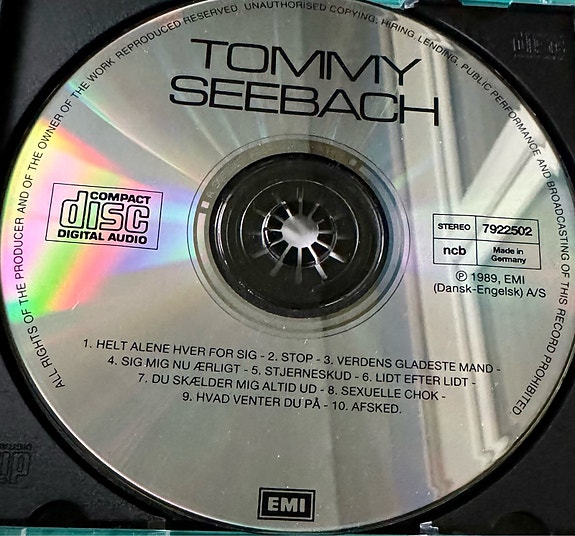 ALL RIGHTS OF THE PRODUCER AND OF THE OWNER OF THE WORK REPRODUCED RESERVED. UNAUTHORISED COPYING, HIRING, LENDING, PUBLIC PERFORMANCE AND BROADCASTING OF THIS RECORD PROHIBITED
TOMMY
SEEBACH
COMPACT
disc
DIGITAL AUDIO
STEREO 7922502
ncb Made in
Germany
℗ 1989, EMI
(Dansk-Engelsk) A/S
1. HELT ALENE HVER FOR SIG - 2. STOP - 3. VERDENS GLADESTE MAND -
4. SIG MIG NU ÆRLIGT - 5. STJERNESKUD - 6. LIDT EFTER LIDT -
7. DU SKÆLDER MIG ALTID UD - 8. SEXUELLE CHOK -
9. HVAD VENTER DU PÅ - 10. AFSKED.
EMI